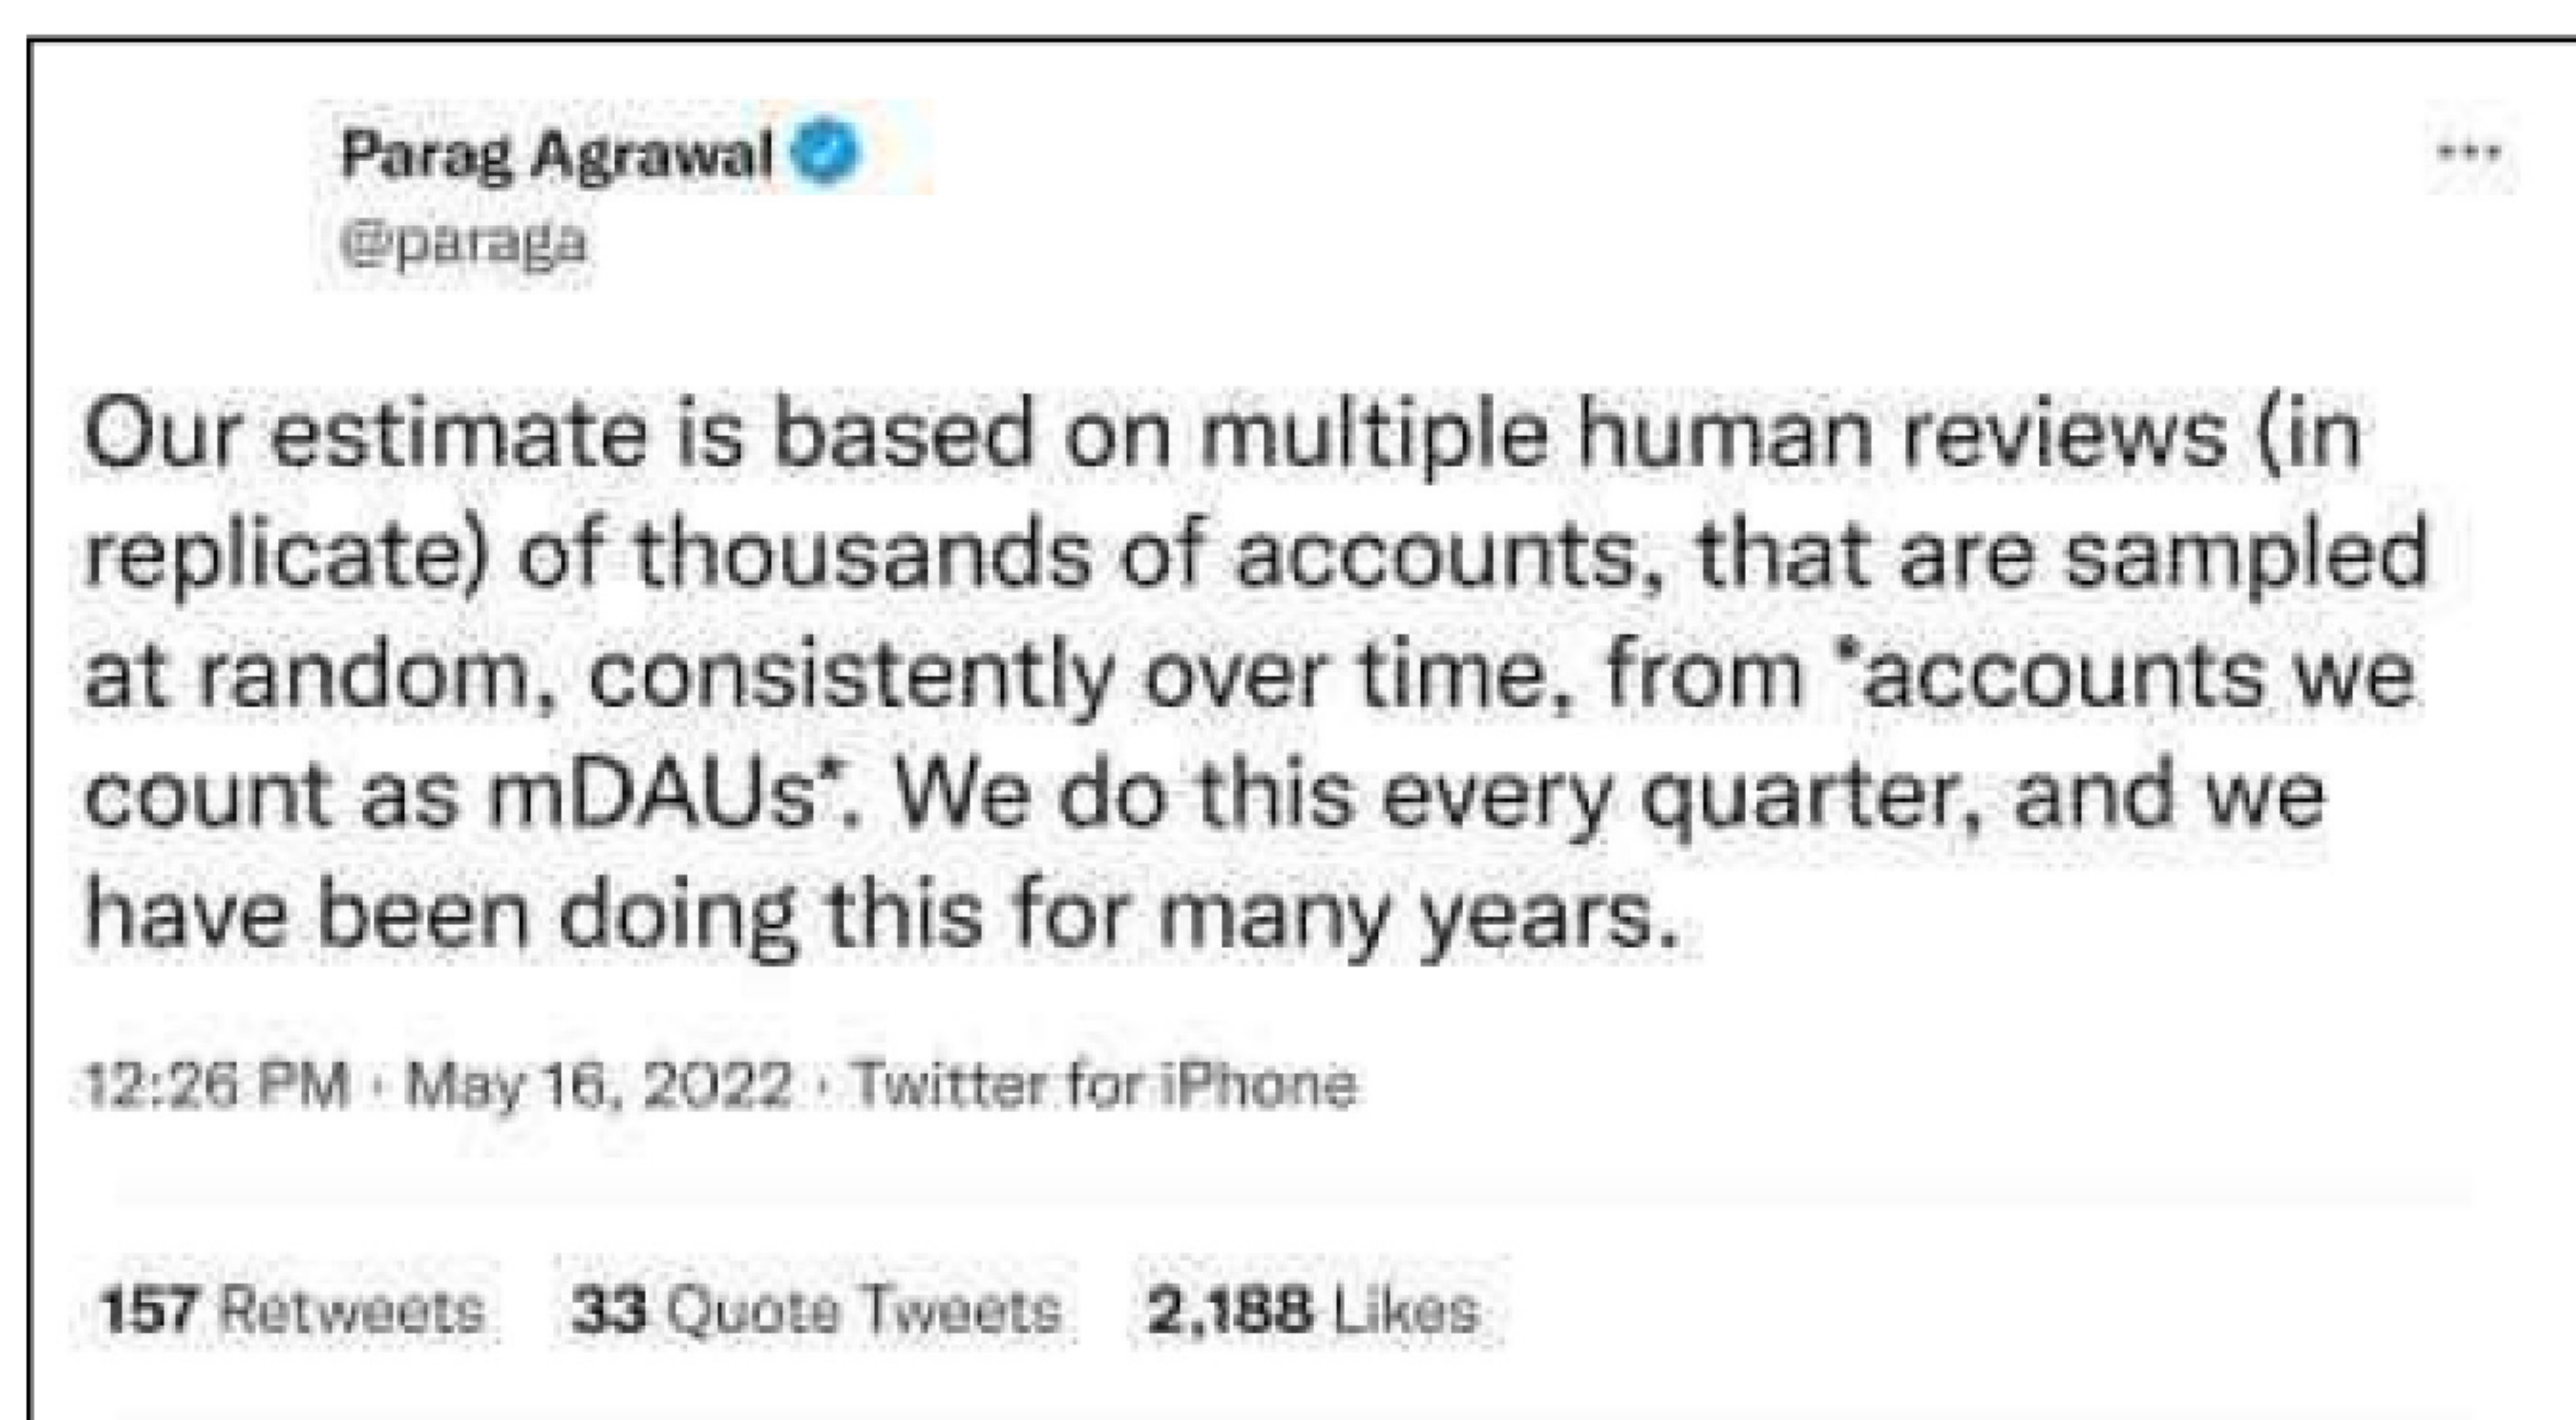 Parag Agrawal
@paraga
Our estimate is based on multiple human reviews (in
replicate) of thousands of accounts, that are sampled
at random, consistently over time, from *accounts we
count as mDAUs*. We do this every quarter, and we
have been doing this for many years.
12:26 PM · May 16, 2022 · Twitter for iPhone
157 Retweets 33 Quote Tweets 2,188 Likes